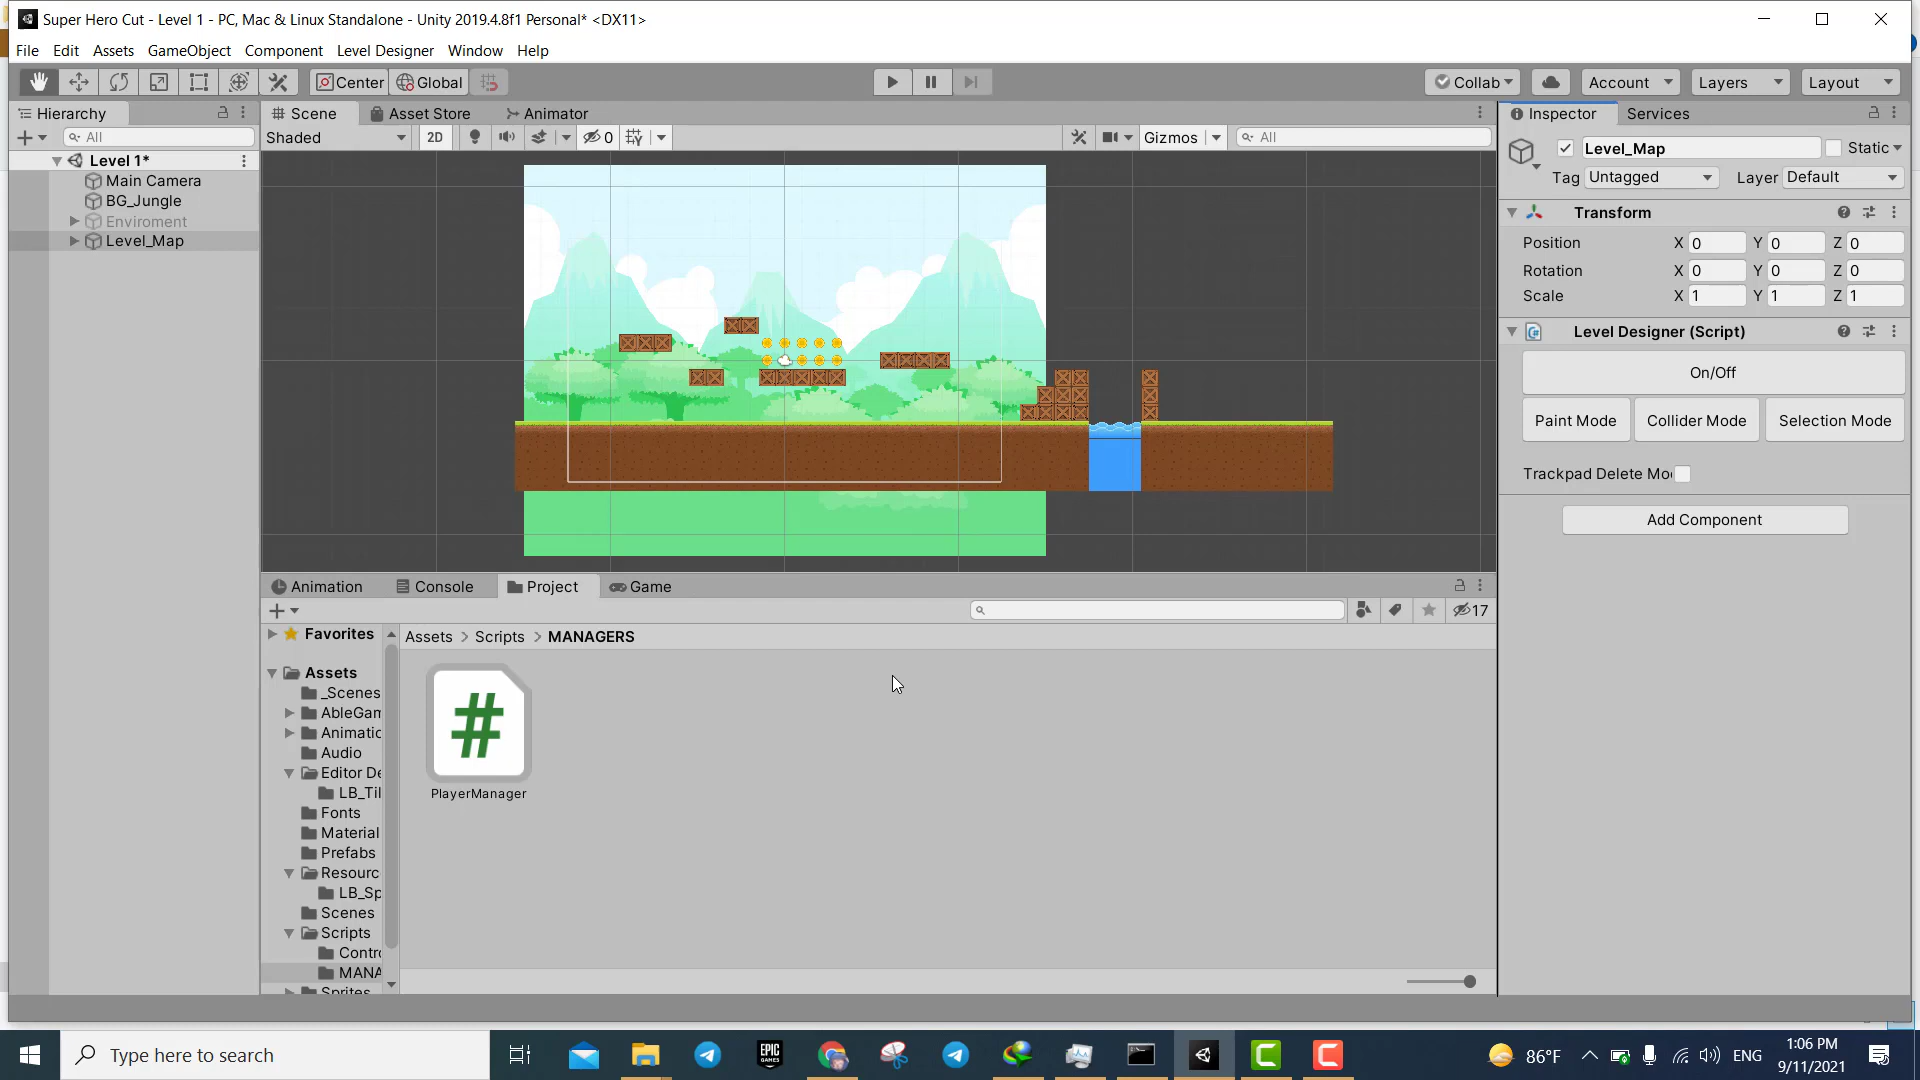 Super Hero Cut - Level 1 - PC, Mac & Linux Standalone - Unity 2019.4.8f1 Personal* <DX11>
File Edit Assets GameObject Component Level Designer Window Help
Center Global Collab Account Layers Layout
Hierarchy
All
Level 1*
Main Camera
BG_Jungle
Enviroment
Level_Map
Scene Asset Store Animator
Shaded 2D 0 Gizmos All
Inspector Services
Level_Map Static
Tag Untagged Layer Default
Transform
Position X 0 Y 0 Z 0
Rotation X 0 Y 0 Z 0
Scale X 1 Y 1 Z 1
Level Designer (Script)
On/Off
Paint Mode Collider Mode Selection Mode
Trackpad Delete Mo
Add Component
Animation Console Project Game
17
Favorites
Assets
_Scenes
AbleGam
Animatic
Audio
Editor De
LB_Til
Fonts
Material
Prefabs
Resourc
LB_Sp
Scenes
Scripts
Contro
MANA
Sprites
Assets > Scripts > MANAGERS
#
PlayerManager
Type here to search
EPIC GAMES
86°F ENG 1:06 PM
9/11/2021